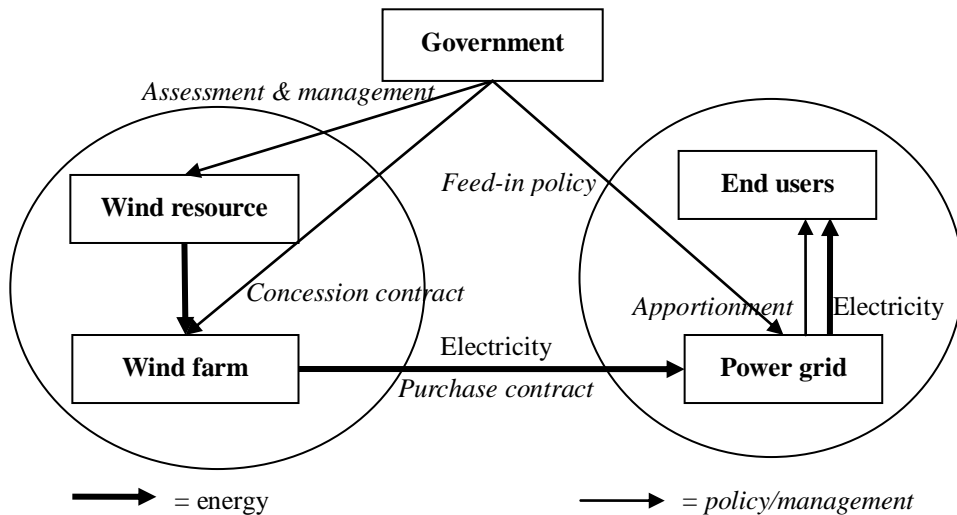 Government
Assessment & management
Wind resource
Feed-in policy
End users
Concession contract
Apportionment
Electricity
Wind farm
Electricity
Purchase contract
Power grid
= energy
= policy/management